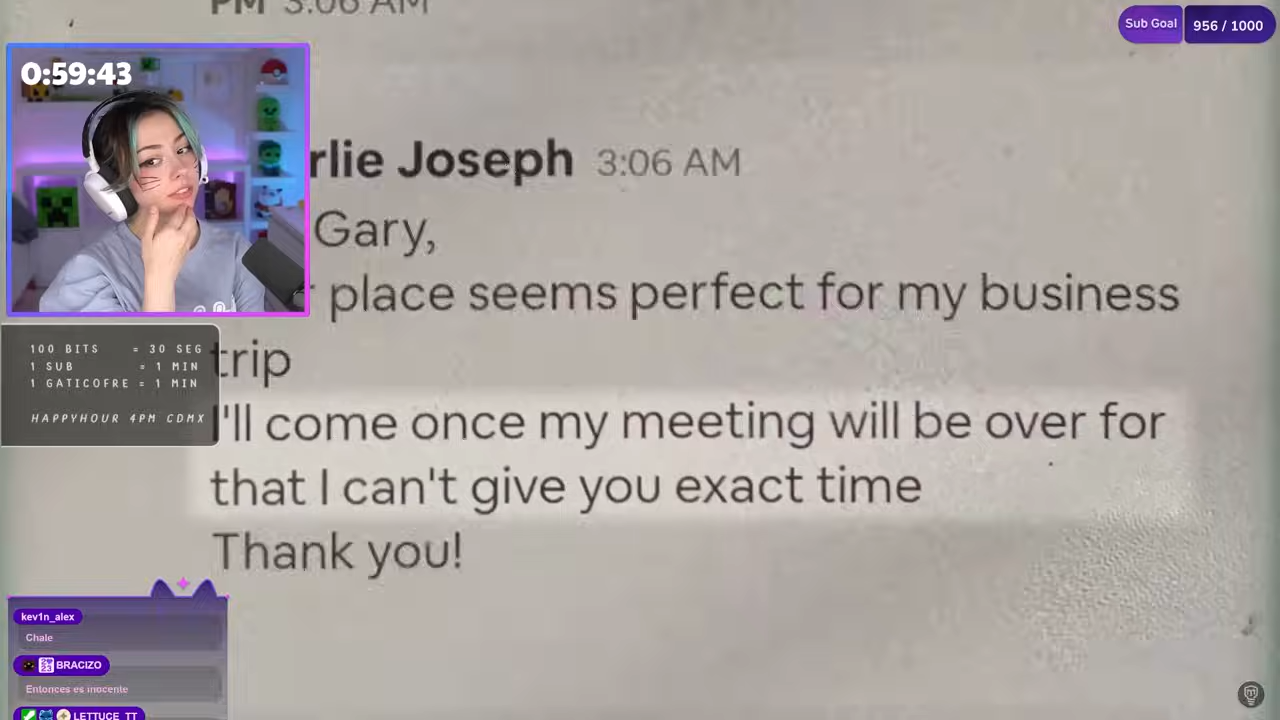 PM 3:06 AM
Sub Goal
956 / 1000
0:59:43
rlie Joseph 3:06 AM
Gary,
place seems perfect for my business
trip
I'll come once my meeting will be over for
that I can't give you exact time
Thank you!
100 BITS = 30 SEG
1 SUB = 1 MIN
1 GATICOFRE = 1 MIN
HAPPYHOUR 4PM CDMX
kev1n_alex
Chale
BRACIZO
Entonces es inocente
LETTUCE_TT